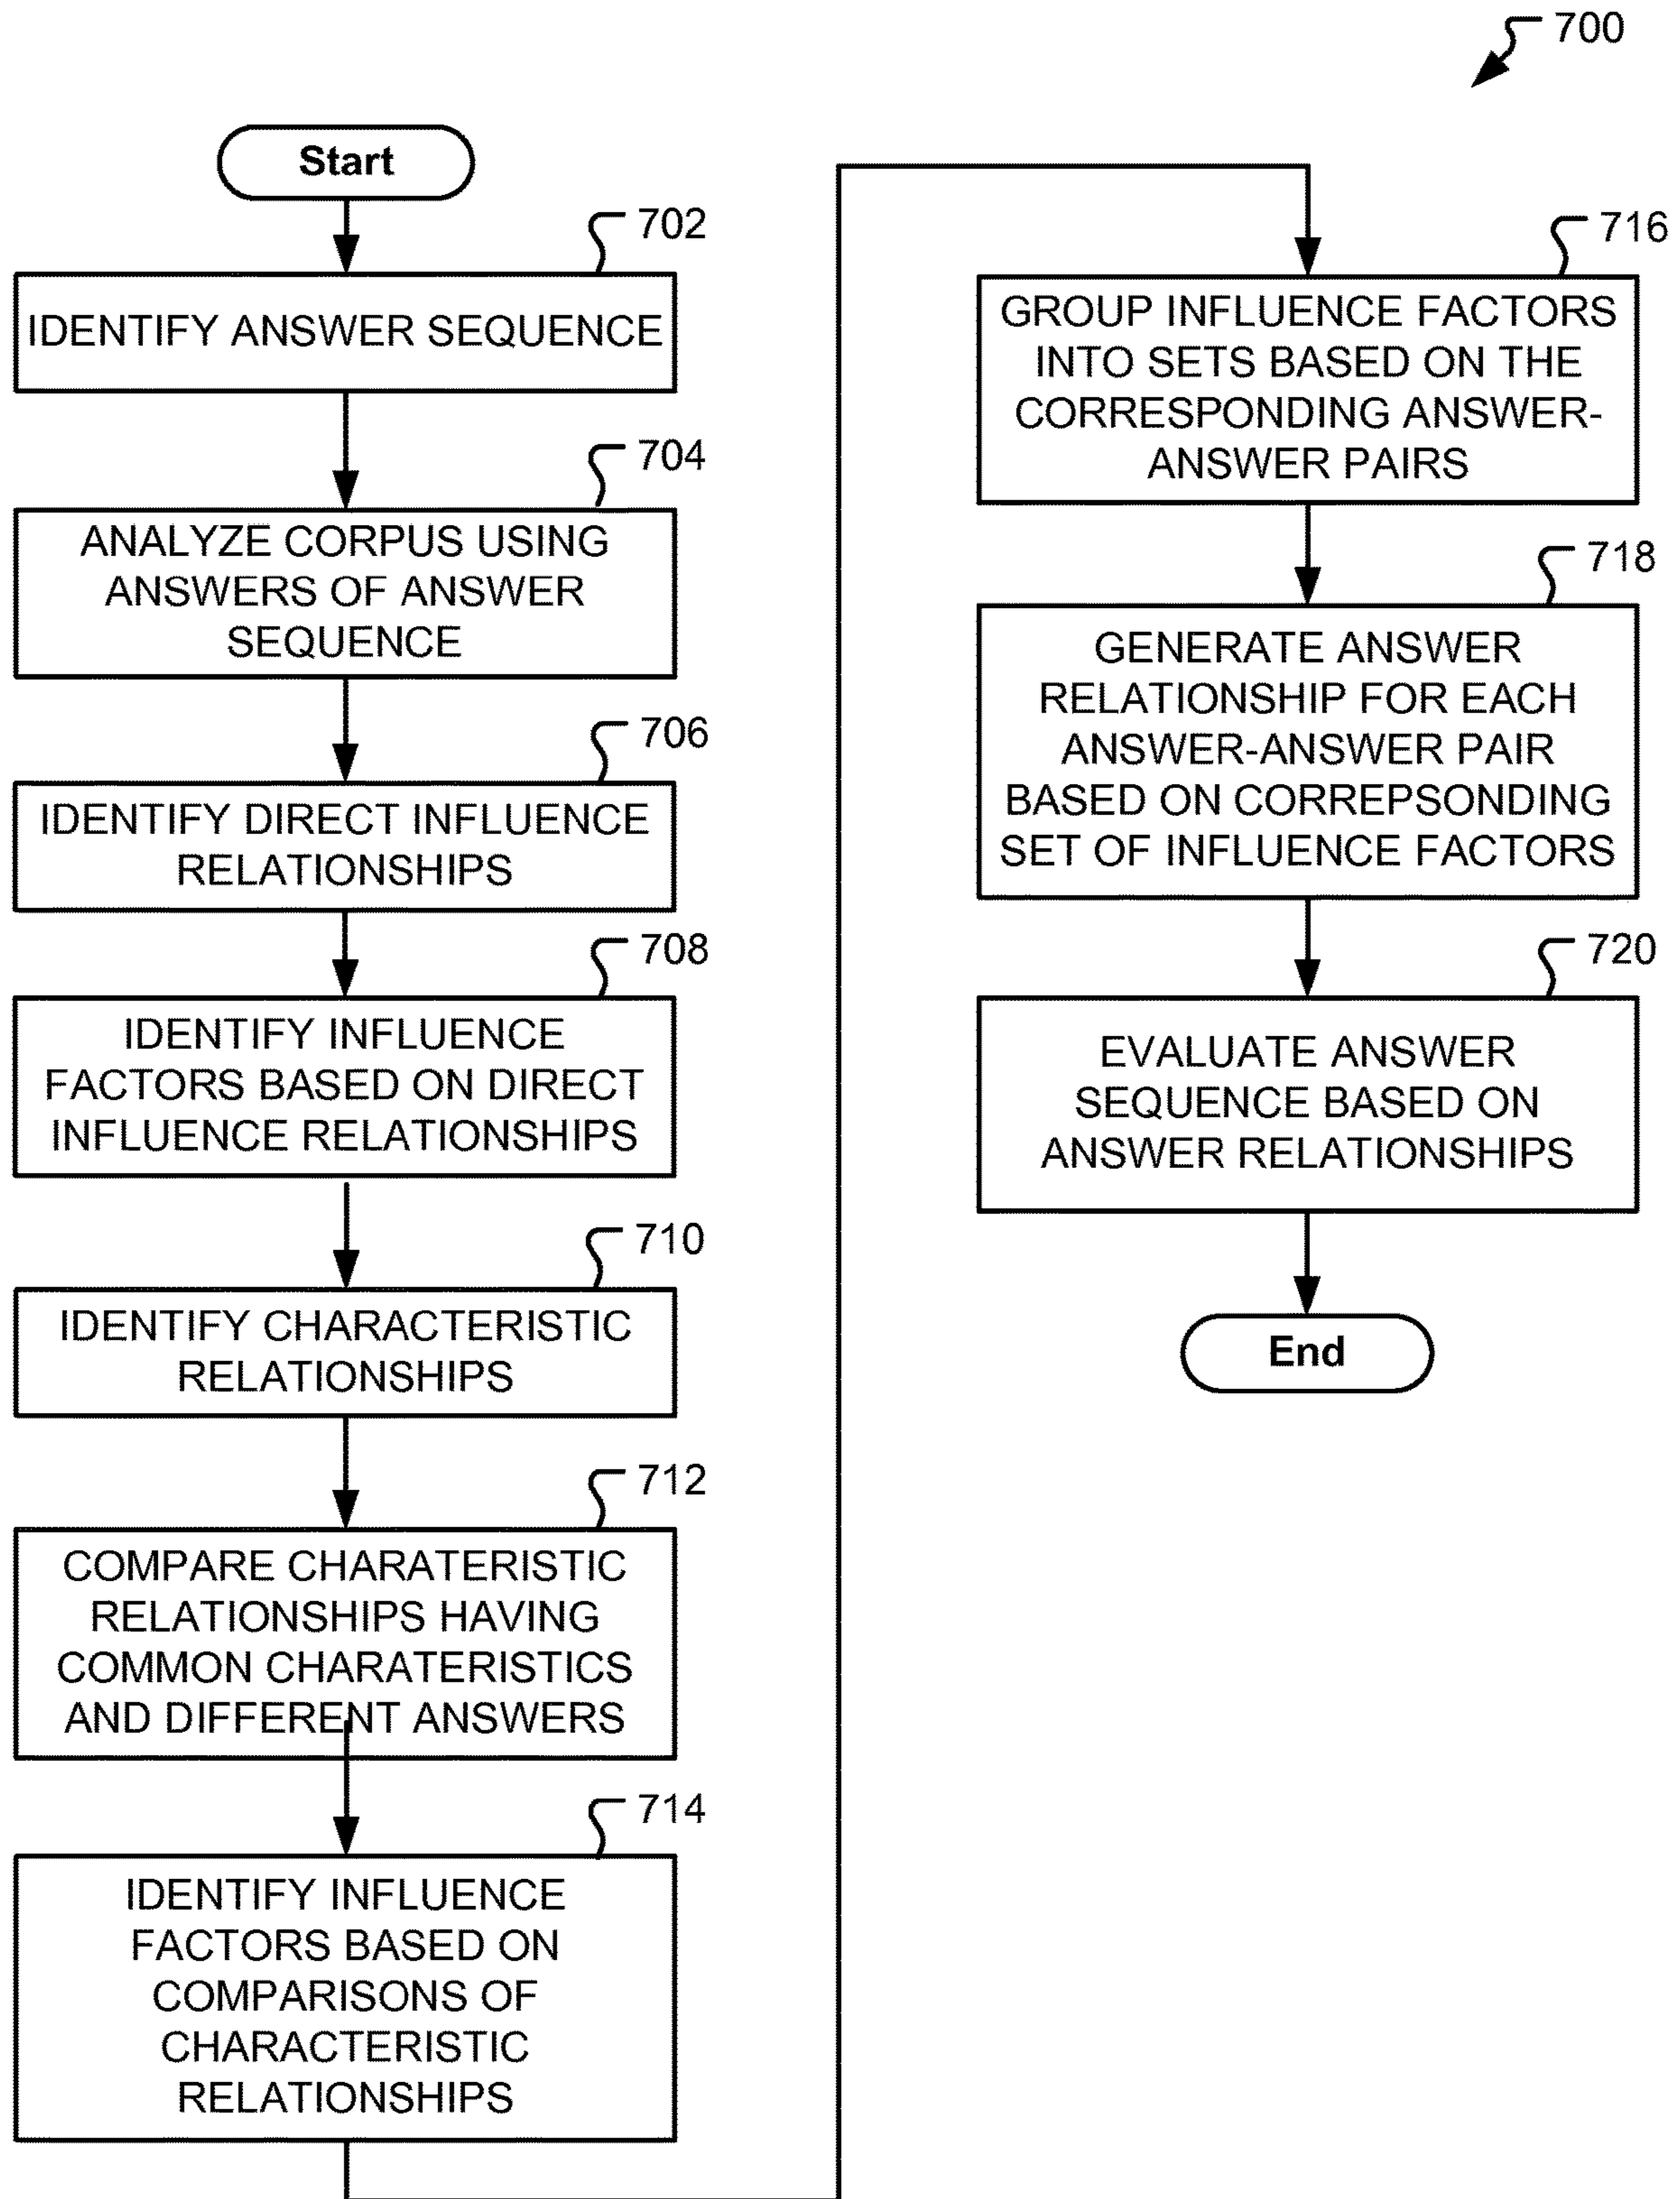 700
Start
702
IDENTIFY ANSWER SEQUENCE
704
ANALYZE CORPUS USING
ANSWERS OF ANSWER
SEQUENCE
706
IDENTIFY DIRECT INFLUENCE
RELATIONSHIPS
708
IDENTIFY INFLUENCE
FACTORS BASED ON DIRECT
INFLUENCE RELATIONSHIPS
710
IDENTIFY CHARACTERISTIC
RELATIONSHIPS
712
COMPARE CHARATERISTIC
RELATIONSHIPS HAVING
COMMON CHARATERISTICS
AND DIFFERENT ANSWERS
714
IDENTIFY INFLUENCE
FACTORS BASED ON
COMPARISONS OF
CHARACTERISTIC
RELATIONSHIPS
716
GROUP INFLUENCE FACTORS
INTO SETS BASED ON THE
CORRESPONDING ANSWER-
ANSWER PAIRS
718
GENERATE ANSWER
RELATIONSHIP FOR EACH
ANSWER-ANSWER PAIR
BASED ON CORREPSONDING
SET OF INFLUENCE FACTORS
720
EVALUATE ANSWER
SEQUENCE BASED ON
ANSWER RELATIONSHIPS
End